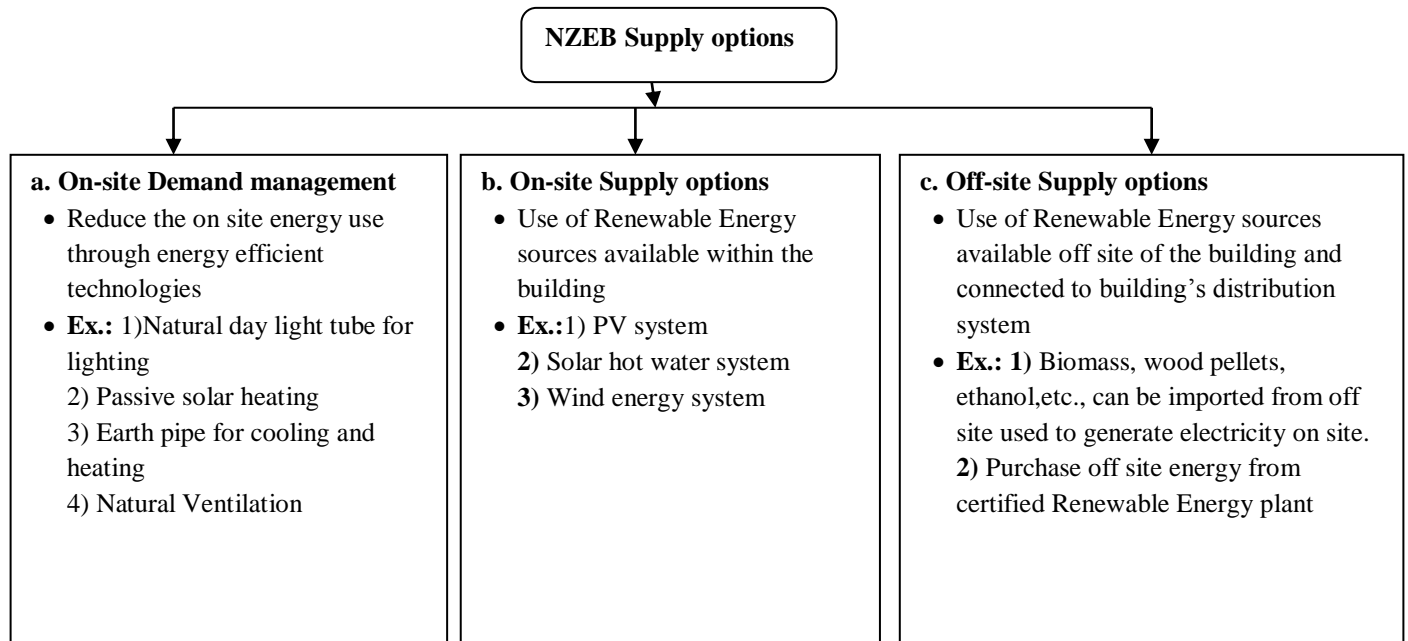 NZEB Supply options
a. On-site Demand management
• Reduce the on site energy use
through energy efficient
technologies
• Ex.: 1)Natural day light tube for
lighting
2) Passive solar heating
3) Earth pipe for cooling and
heating
4) Natural Ventilation
b. On-site Supply options
• Use of Renewable Energy
sources available within the
building
• Ex.:1) PV system
2) Solar hot water system
3) Wind energy system
c. Off-site Supply options
• Use of Renewable Energy sources
available off site of the building and
connected to building’s distribution
system
• Ex.: 1) Biomass, wood pellets,
ethanol,etc., can be imported from off
site used to generate electricity on site.
2) Purchase off site energy from
certified Renewable Energy plant